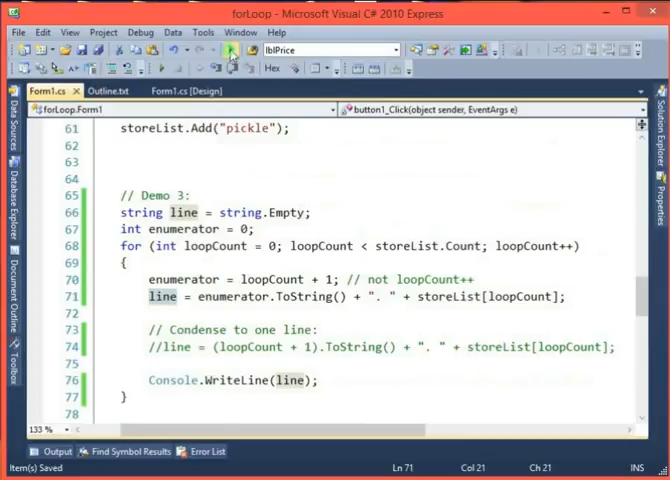 forLoop - Microsoft Visual C# 2010 Express
File Edit View Project Debug Data Tools Window Help
lblPrice
Hex
Form1.cs Outline.txt Form1.cs [Design]
forLoop.Form1 button1_Click(object sender, EventArgs e)
61 storeList.Add("pickle");
62
63
64
65 // Demo 3:
66 string line = string.Empty;
67 int enumerator = 0;
68 for (int loopCount = 0; loopCount < storeList.Count; loopCount++)
69 {
70 enumerator = loopCount + 1; // not loopCount++
71 line = enumerator.ToString() + ". " + storeList[loopCount];
72
73 // Condense to one line:
74 //line = (loopCount + 1).ToString() + ". " + storeList[loopCount];
75
76 Console.WriteLine(line);
77 }
78
133 %
Data Sources
Database Explorer
Document Outline
Toolbox
Solution Explorer
Properties
Output Find Symbol Results Error List
Item(s) Saved Ln 71 Col 21 Ch 21 INS